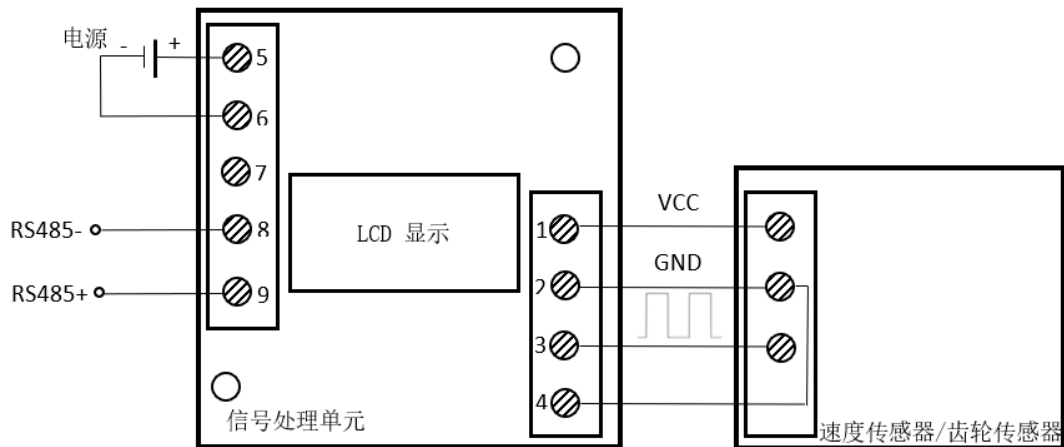 电源 - +
5
6
7
RS485- 8
RS485+ 9
LCD 显示
1 VCC
2 GND
3
4
信号处理单元
速度传感器/齿轮传感器